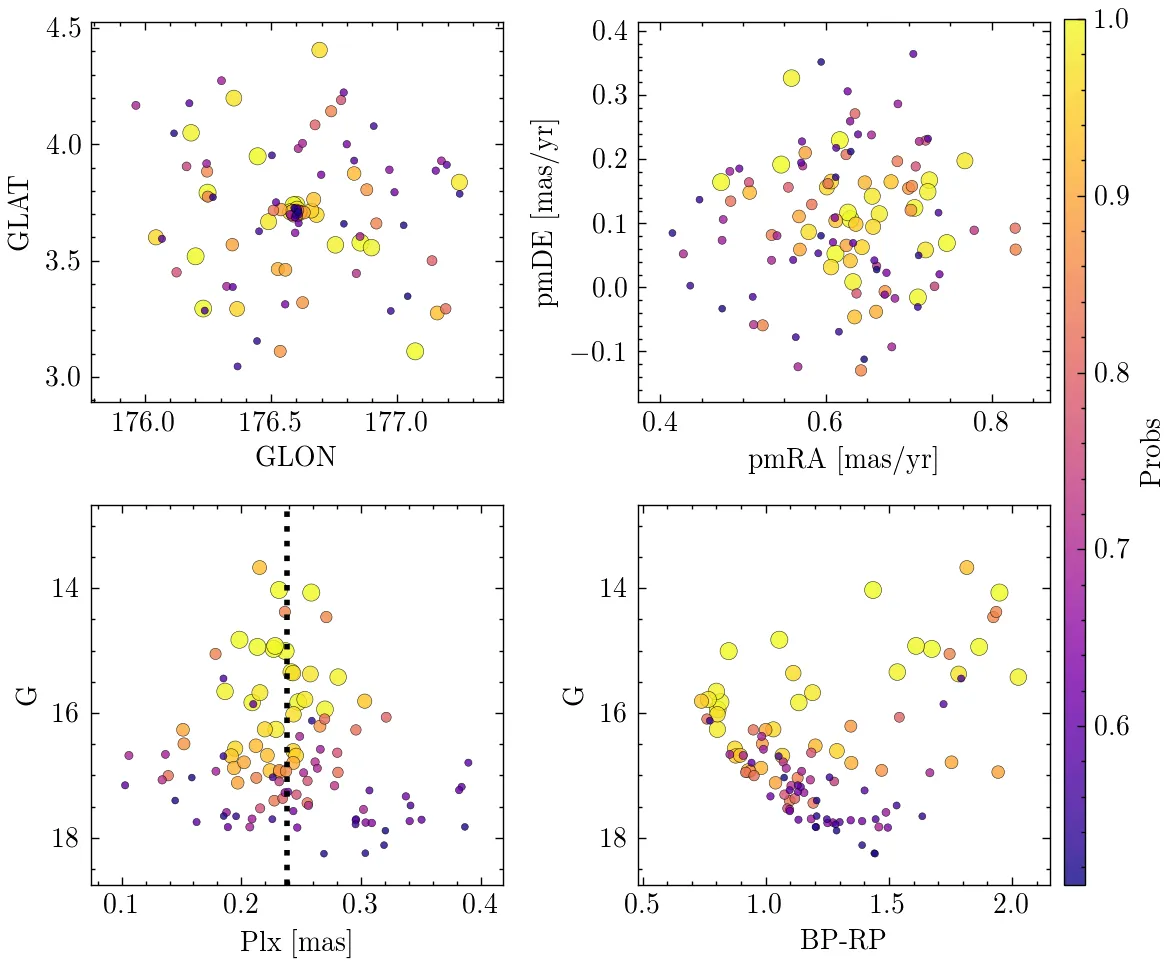 4.5
4.0
3.5
3.0
GLAT
176.0 176.5 177.0
GLON
0.4
0.3
0.2
0.1
0.0
−0.1
pmDE [mas/yr]
0.4 0.6 0.8
pmRA [mas/yr]
14
16
18
G
0.1 0.2 0.3 0.4
Plx [mas]
14
16
18
G
0.5 1.0 1.5 2.0
BP-RP
1.0
0.9
0.8
0.7
0.6
Probs